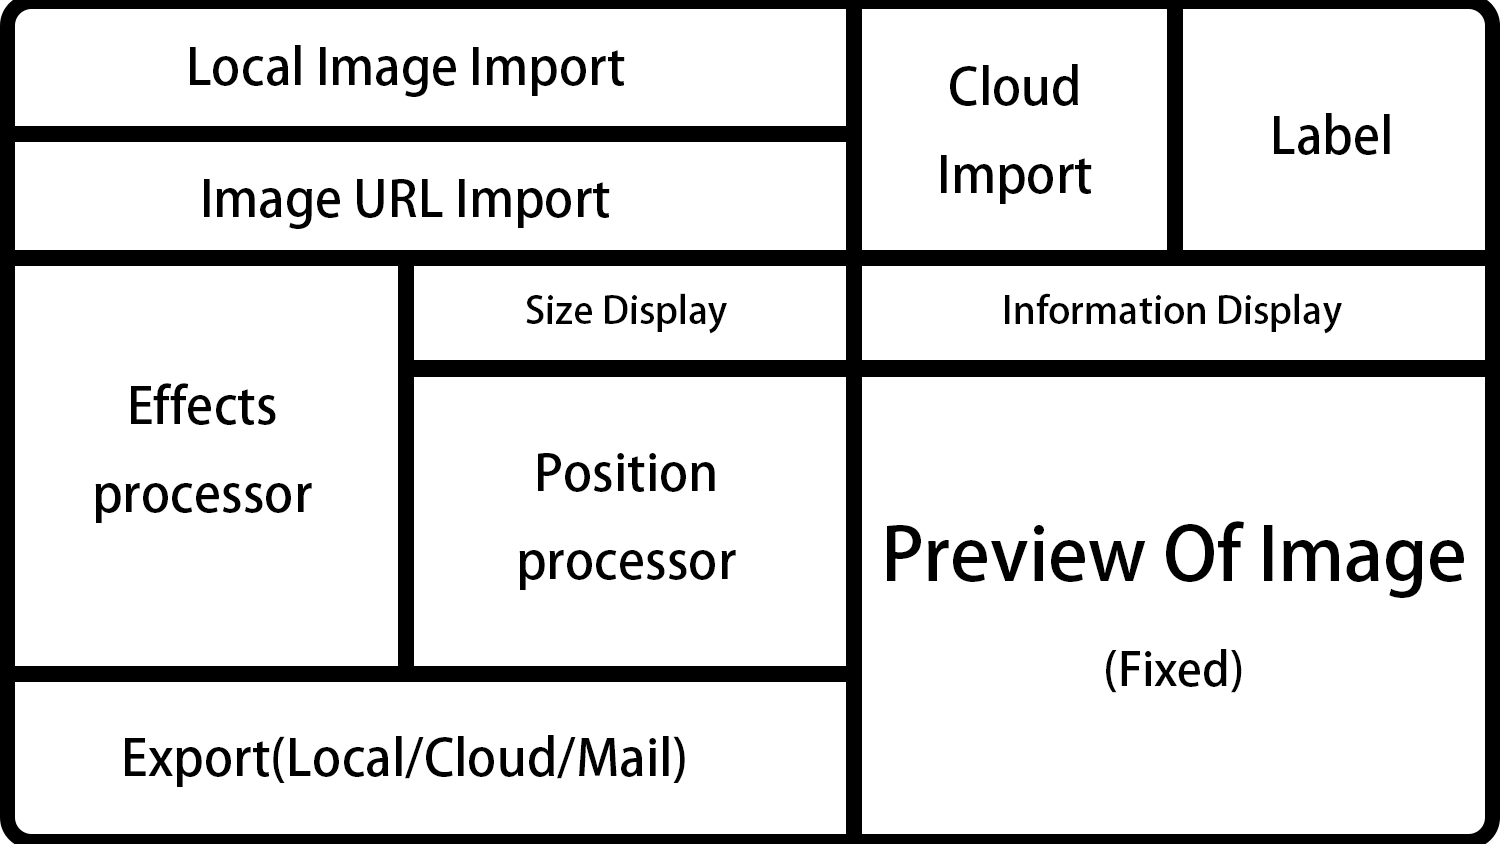 Local Image Import
Image URL Import
Cloud
Import
Label
Effects
processor
Size Display
Information Display
Position
processor
Preview Of Image
(Fixed)
Export(Local/Cloud/Mail)